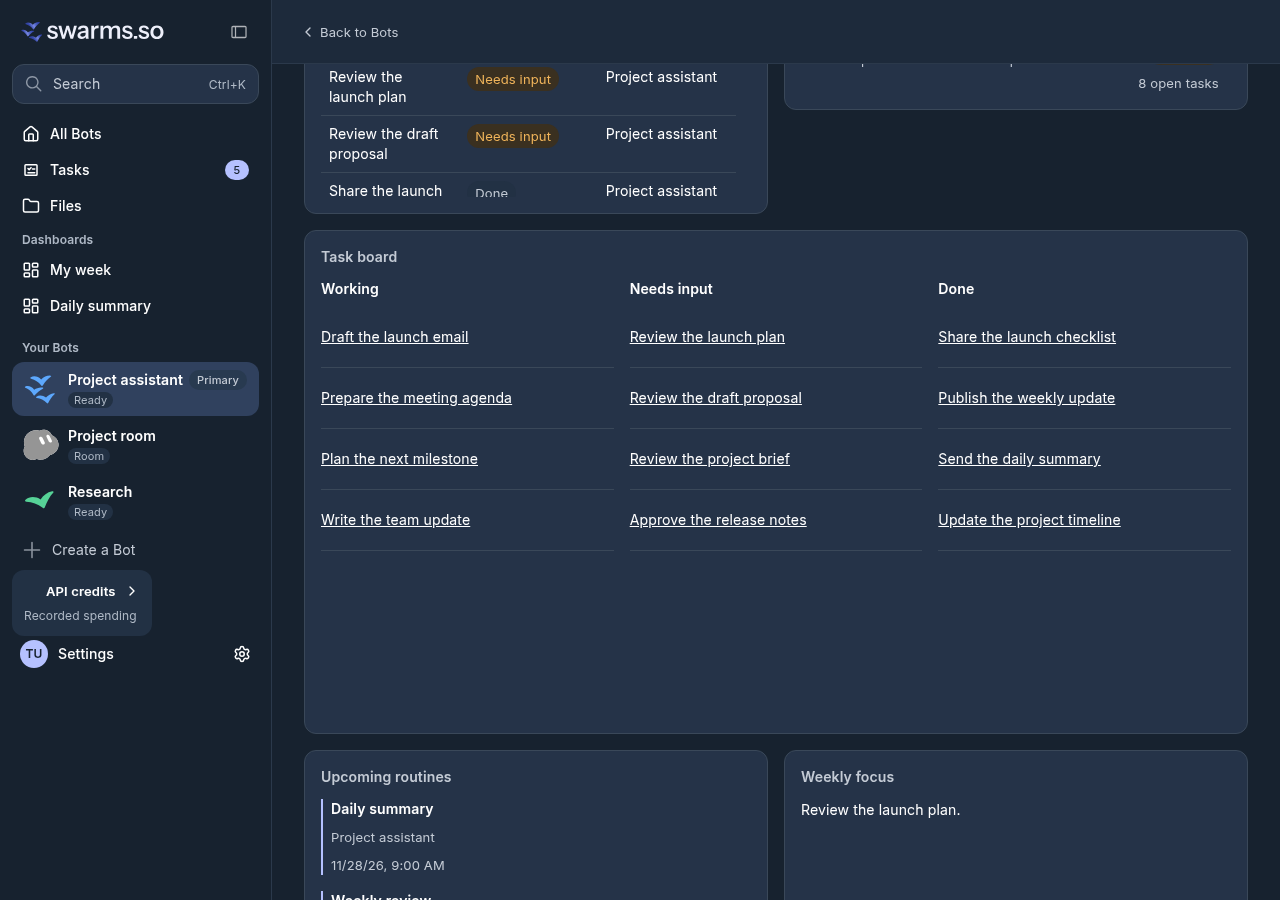 swarms.so
Search Ctrl+K
All Bots
Tasks 5
Files
Dashboards
My week
Daily summary
Your Bots
Project assistant Primary
Ready
Project room
Room
Research
Ready
Create a Bot
API credits
Recorded spending
TU Settings
Back to Bots
Review the launch plan Needs input Project assistant
Review the draft proposal Needs input Project assistant
Share the launch Done Project assistant
8 open tasks
Task board
Working Needs input Done
Draft the launch email Review the launch plan Share the launch checklist
Prepare the meeting agenda Review the draft proposal Publish the weekly update
Plan the next milestone Review the project brief Send the daily summary
Write the team update Approve the release notes Update the project timeline
Upcoming routines
Daily summary
Project assistant
11/28/26, 9:00 AM
Weekly review
Weekly focus
Review the launch plan.